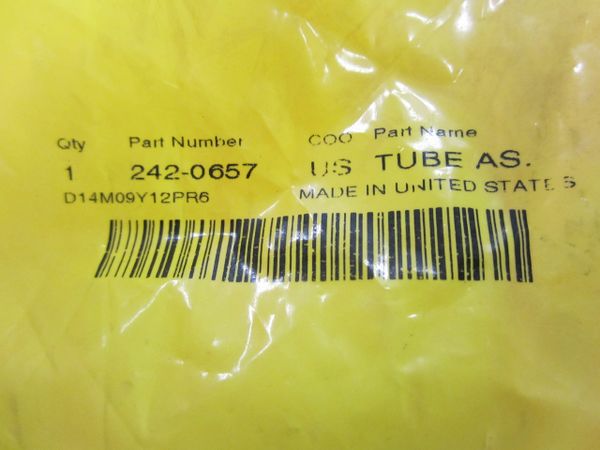 Qty Part Number COO Part Name
1 242-0657 US TUBE AS.
D14M09Y12PR6 MADE IN UNITED STATES